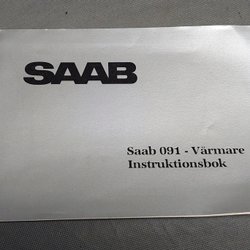 SAAB
Saab 091 - Värmare
Instruktionsbok